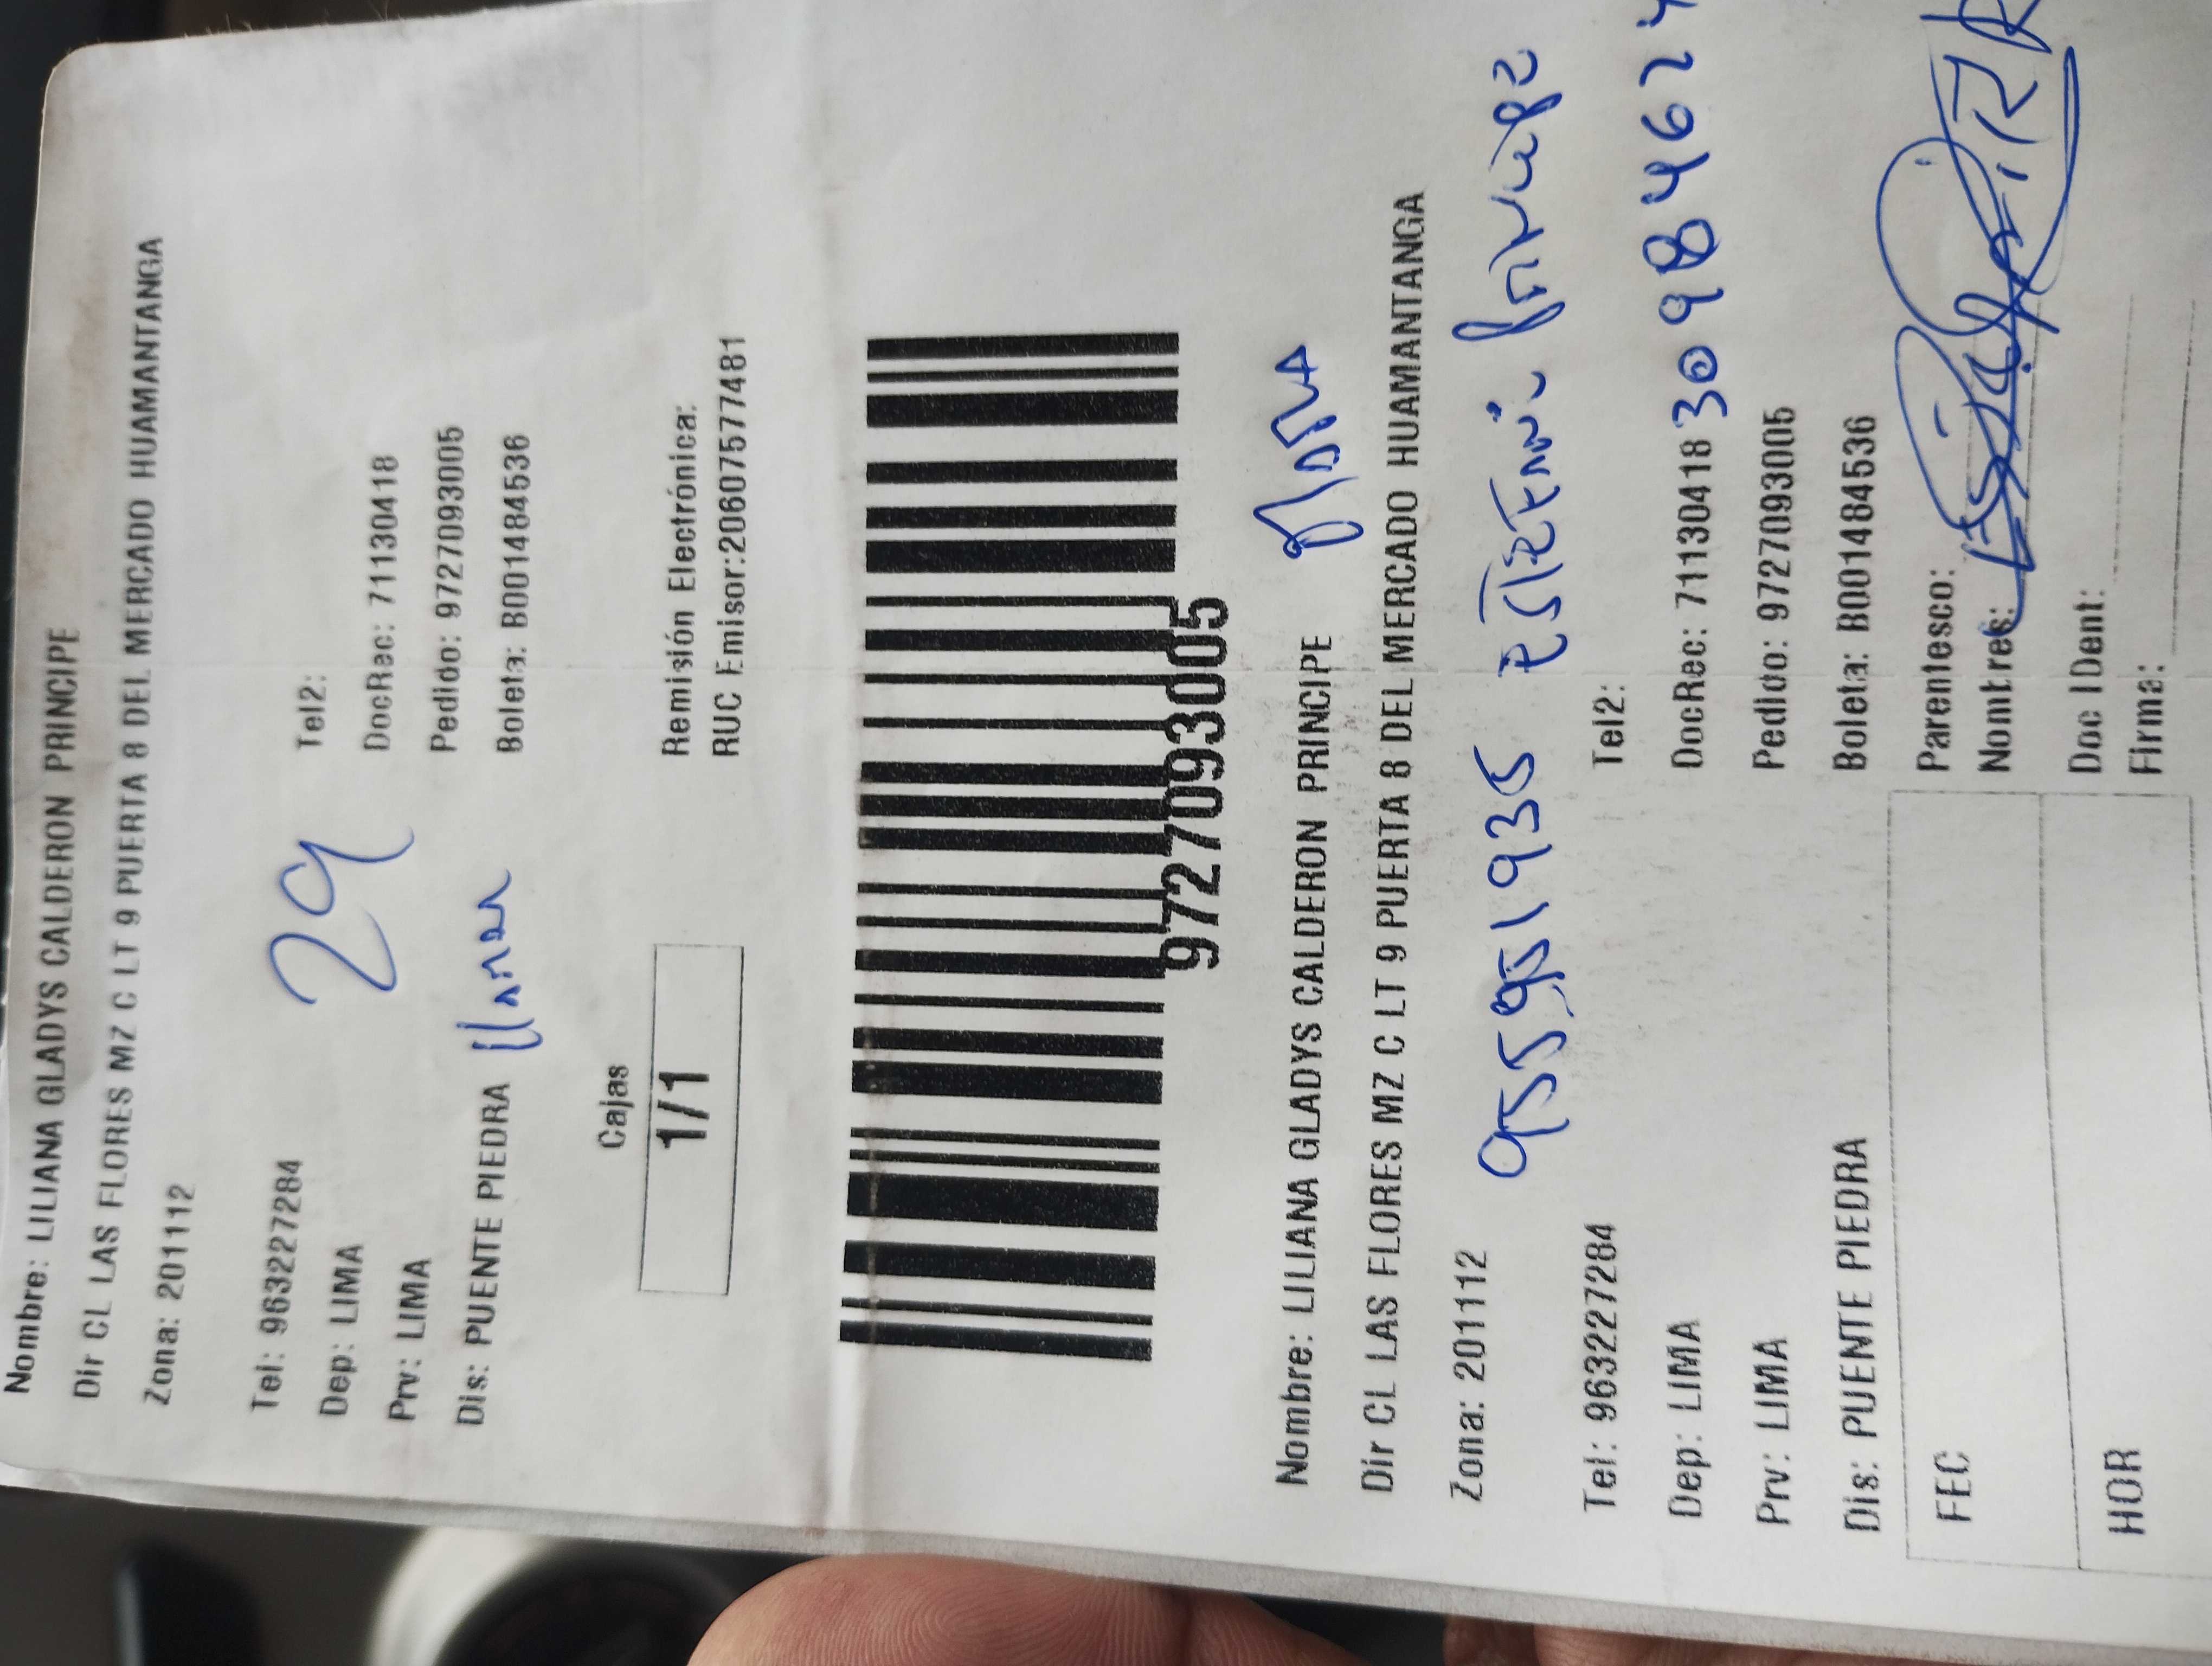 Nombre: LILIANA GLADYS CALDERON PRINCIPE
Dir CL LAS FLORES MZ C LT 9 PUERTA 8 DEL MERCADO HUAMANTANGA
Zona: 201112
29
Tel: 963227284 Tel2:
Dep: LIMA DocRec: 71130418
Prv: LIMA Pedido: 9727093005
Dis: PUENTE PIEDRA llamar Boleta: B001484536
Cajas
1/1
Remisión Electrónica:
RUC Emisor:20607577481
9727093005
Nombre: LILIANA GLADYS CALDERON PRINCIPE
Dir CL LAS FLORES MZ C LT 9 PUERTA 8 DEL MERCADO HUAMANTANGA
Zona: 201112
Tel: 963227284 Tel2:
Dep: LIMA DocRec: 71130418
Prv: LIMA Pedido: 9727093005
Dis: PUENTE PIEDRA Boleta: B001484536
FEC Parentesco:
Nombres:
HOR Doc IDent:
Firma: